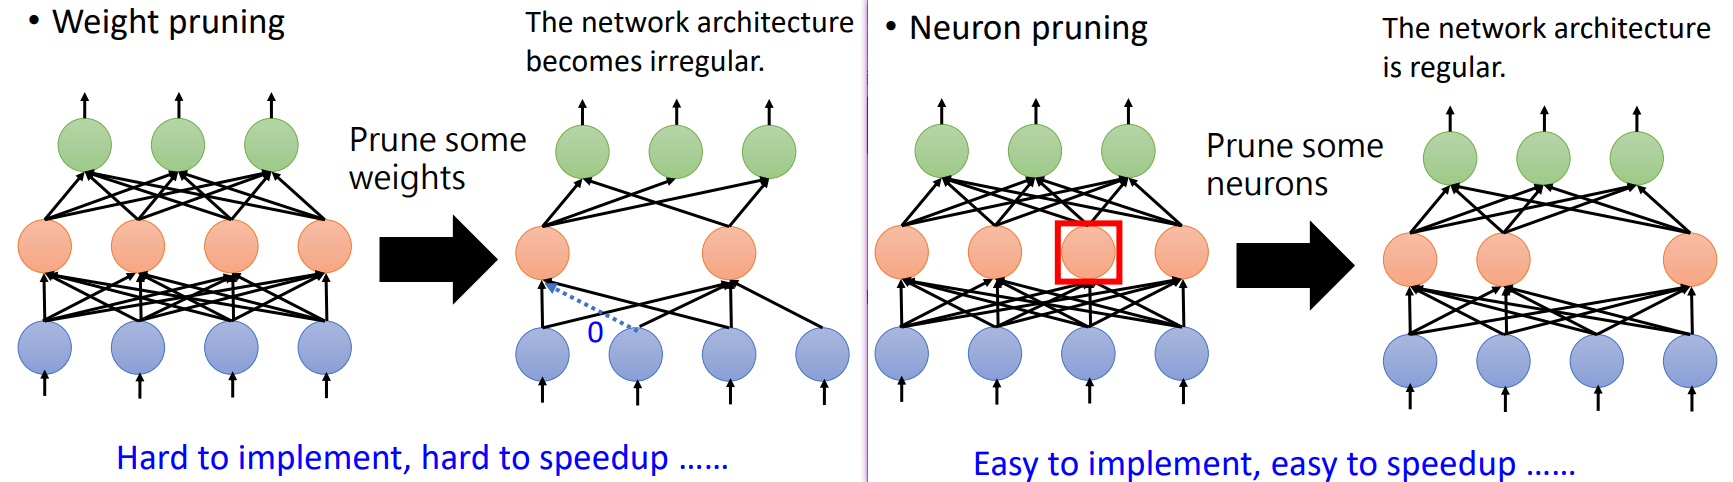 • Weight pruning
The network architecture
becomes irregular.
Prune some
weights
0
Hard to implement, hard to speedup ......
• Neuron pruning
The network architecture
is regular.
Prune some
neurons
Easy to implement, easy to speedup ......